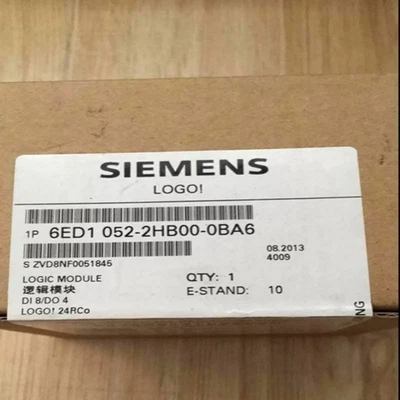 SIEMENS
LOGO!
1P 6ED1 052-2HB00-0BA6
S ZVD8NF0051845
08.2013
4009
LOGIC MODULE
QTY: 1
逻辑模块
E-STAND: 10
DI 8/DO 4
LOGO! 24RCo
NG